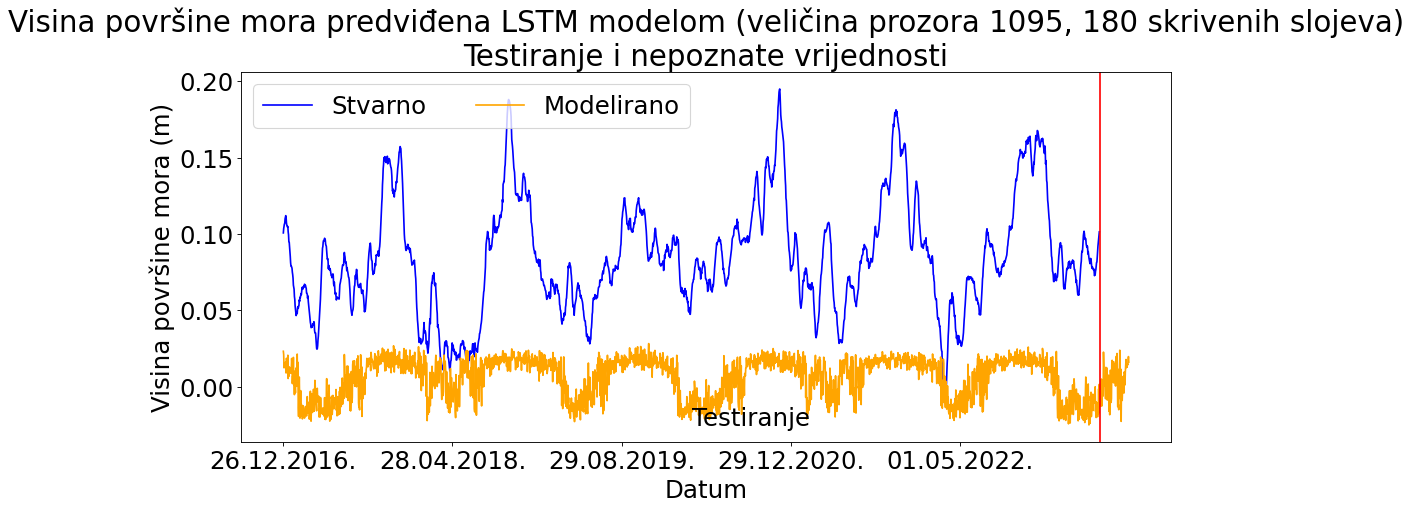 Visina površine mora predviđena LSTM modelom (veličina prozora 1095, 180 skrivenih slojeva)
Testiranje i nepoznate vrijednosti
Stvarno Modelirano
Visina površine mora (m)
0.20
0.15
0.10
0.05
0.00
Testiranje
26.12.2016. 28.04.2018. 29.08.2019. 29.12.2020. 01.05.2022.
Datum